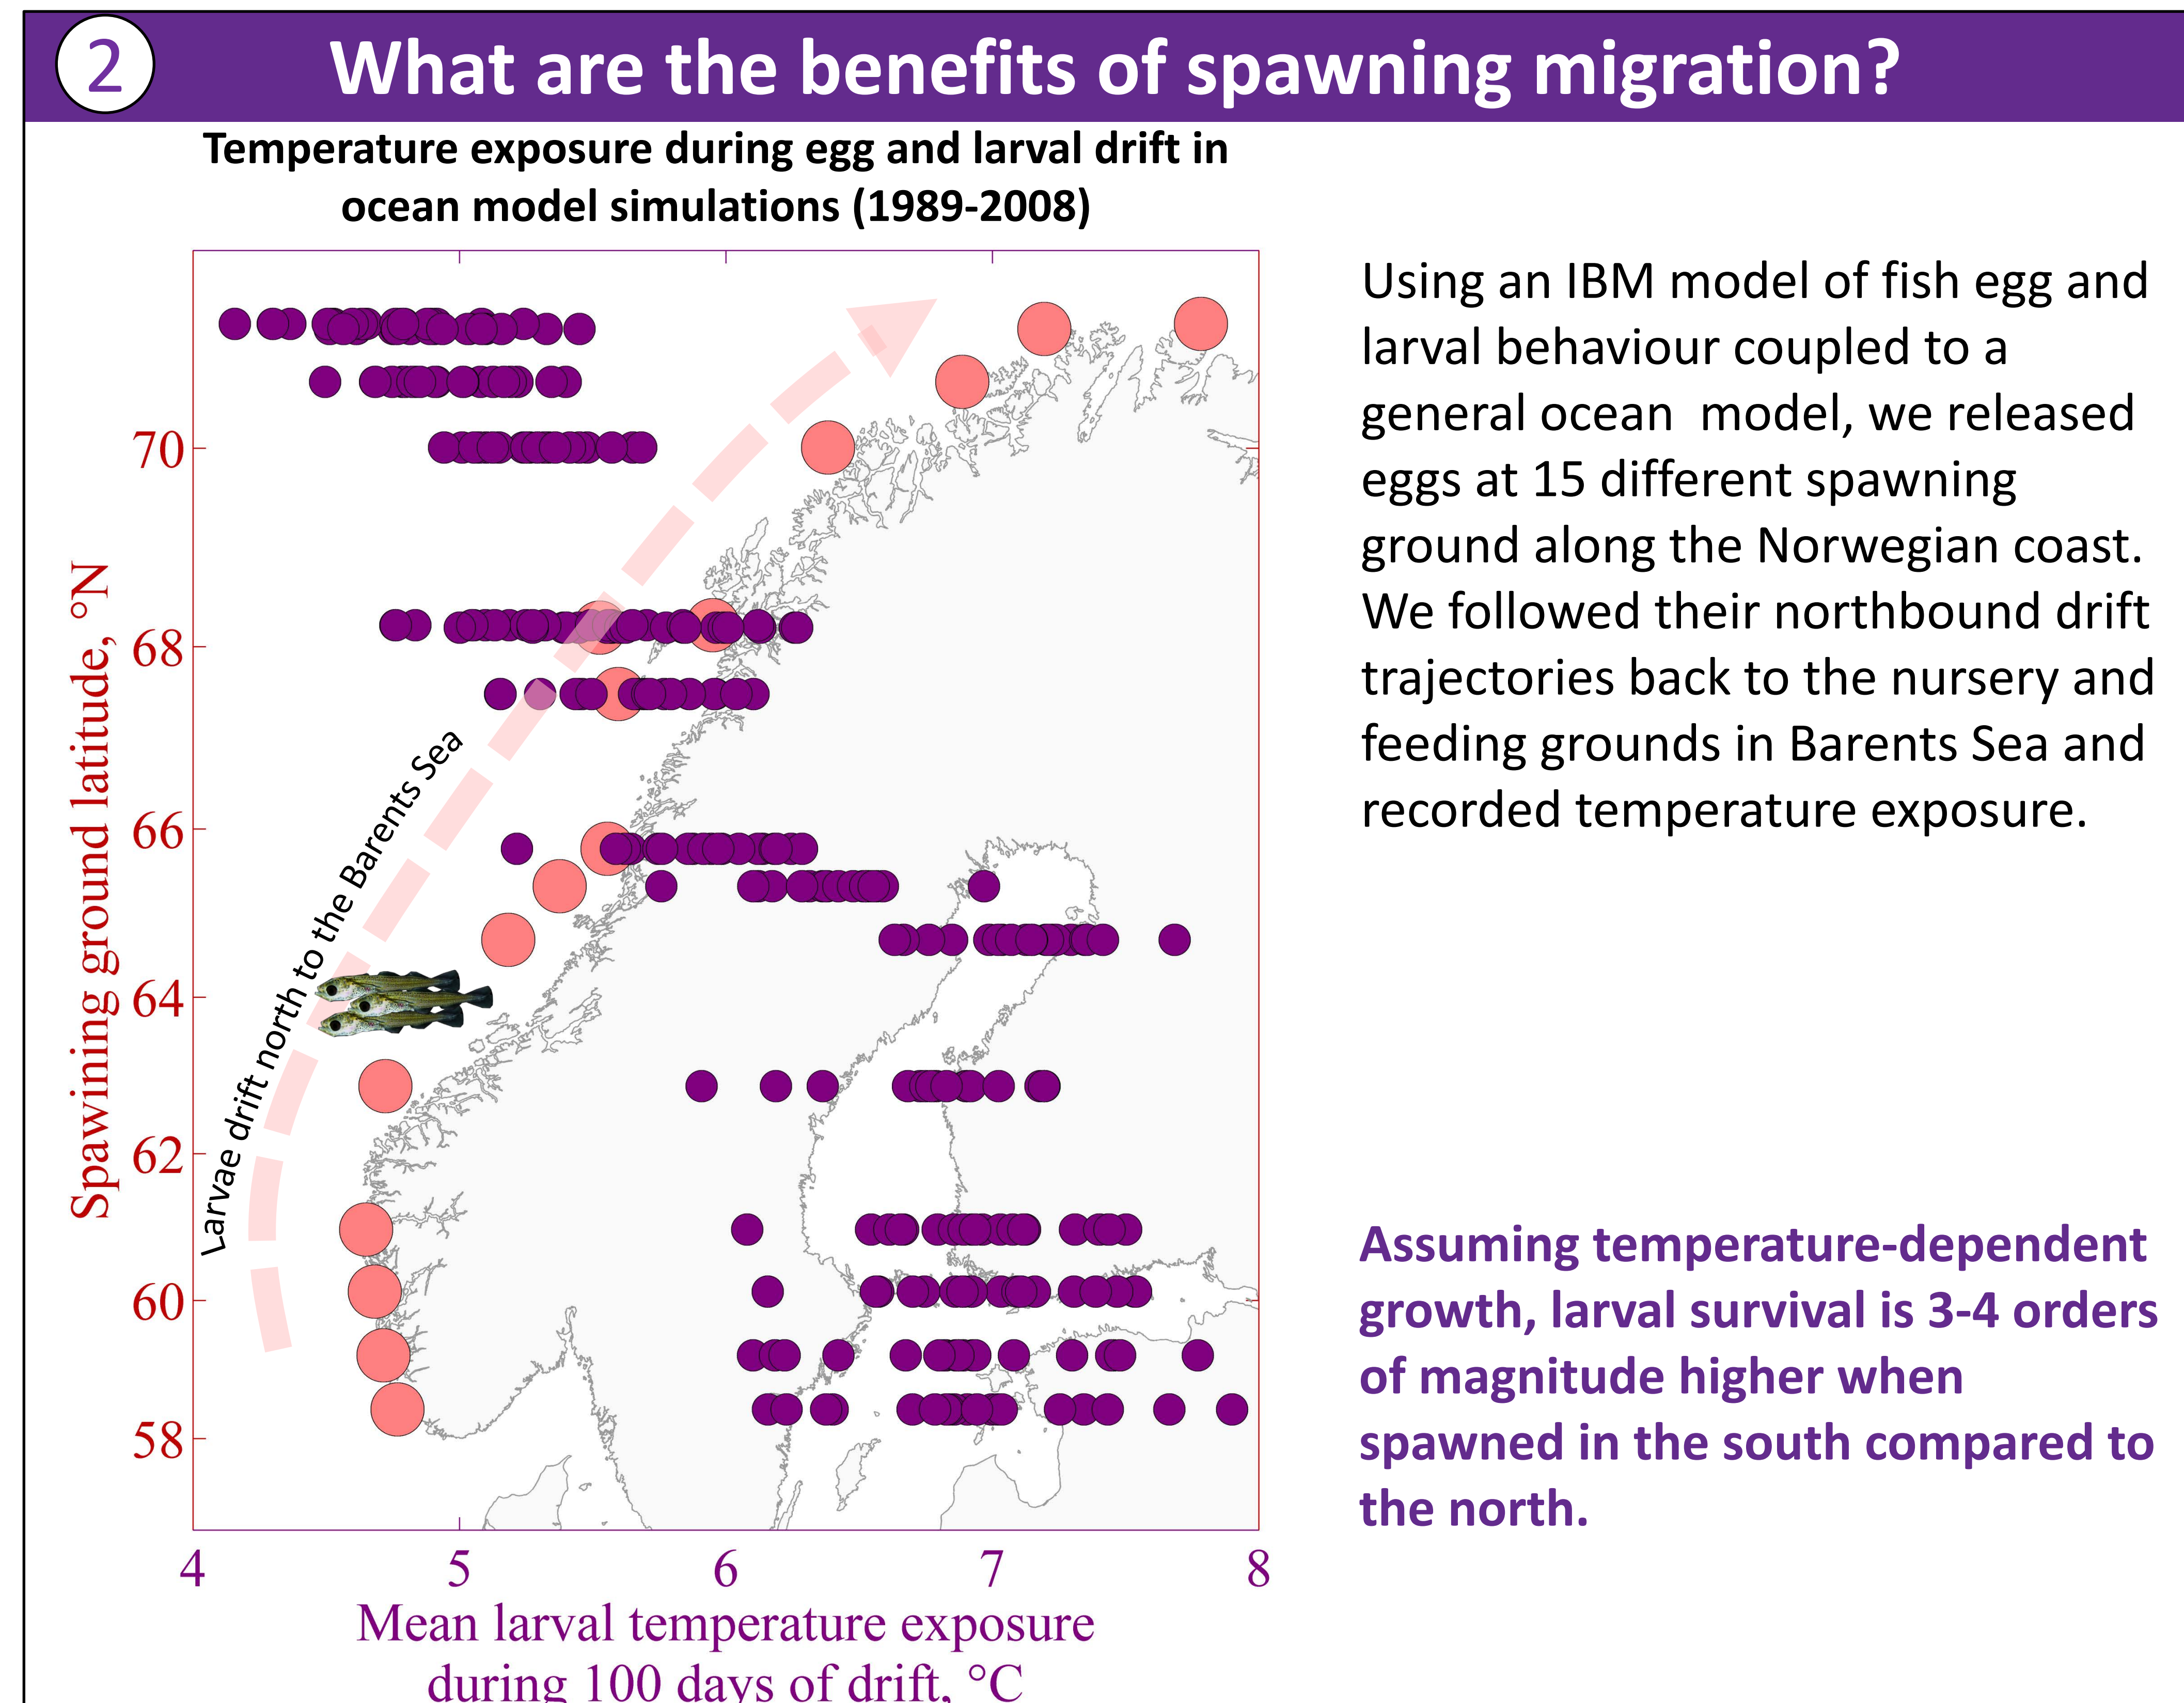 2
What are the benefits of spawning migration?
Temperature exposure during egg and larval drift in
ocean model simulations (1989-2008)
Spawining ground latitude, °N
70
68
66
64
62
60
58
Larvae drift north to the Barents Sea
4 5 6 7 8
Mean larval temperature exposure
during 100 days of drift, °C
Using an IBM model of fish egg and
larval behaviour coupled to a
general ocean model, we released
eggs at 15 different spawning
ground along the Norwegian coast.
We followed their northbound drift
trajectories back to the nursery and
feeding grounds in Barents Sea and
recorded temperature exposure.
Assuming temperature-dependent
growth, larval survival is 3-4 orders
of magnitude higher when
spawned in the south compared to
the north.